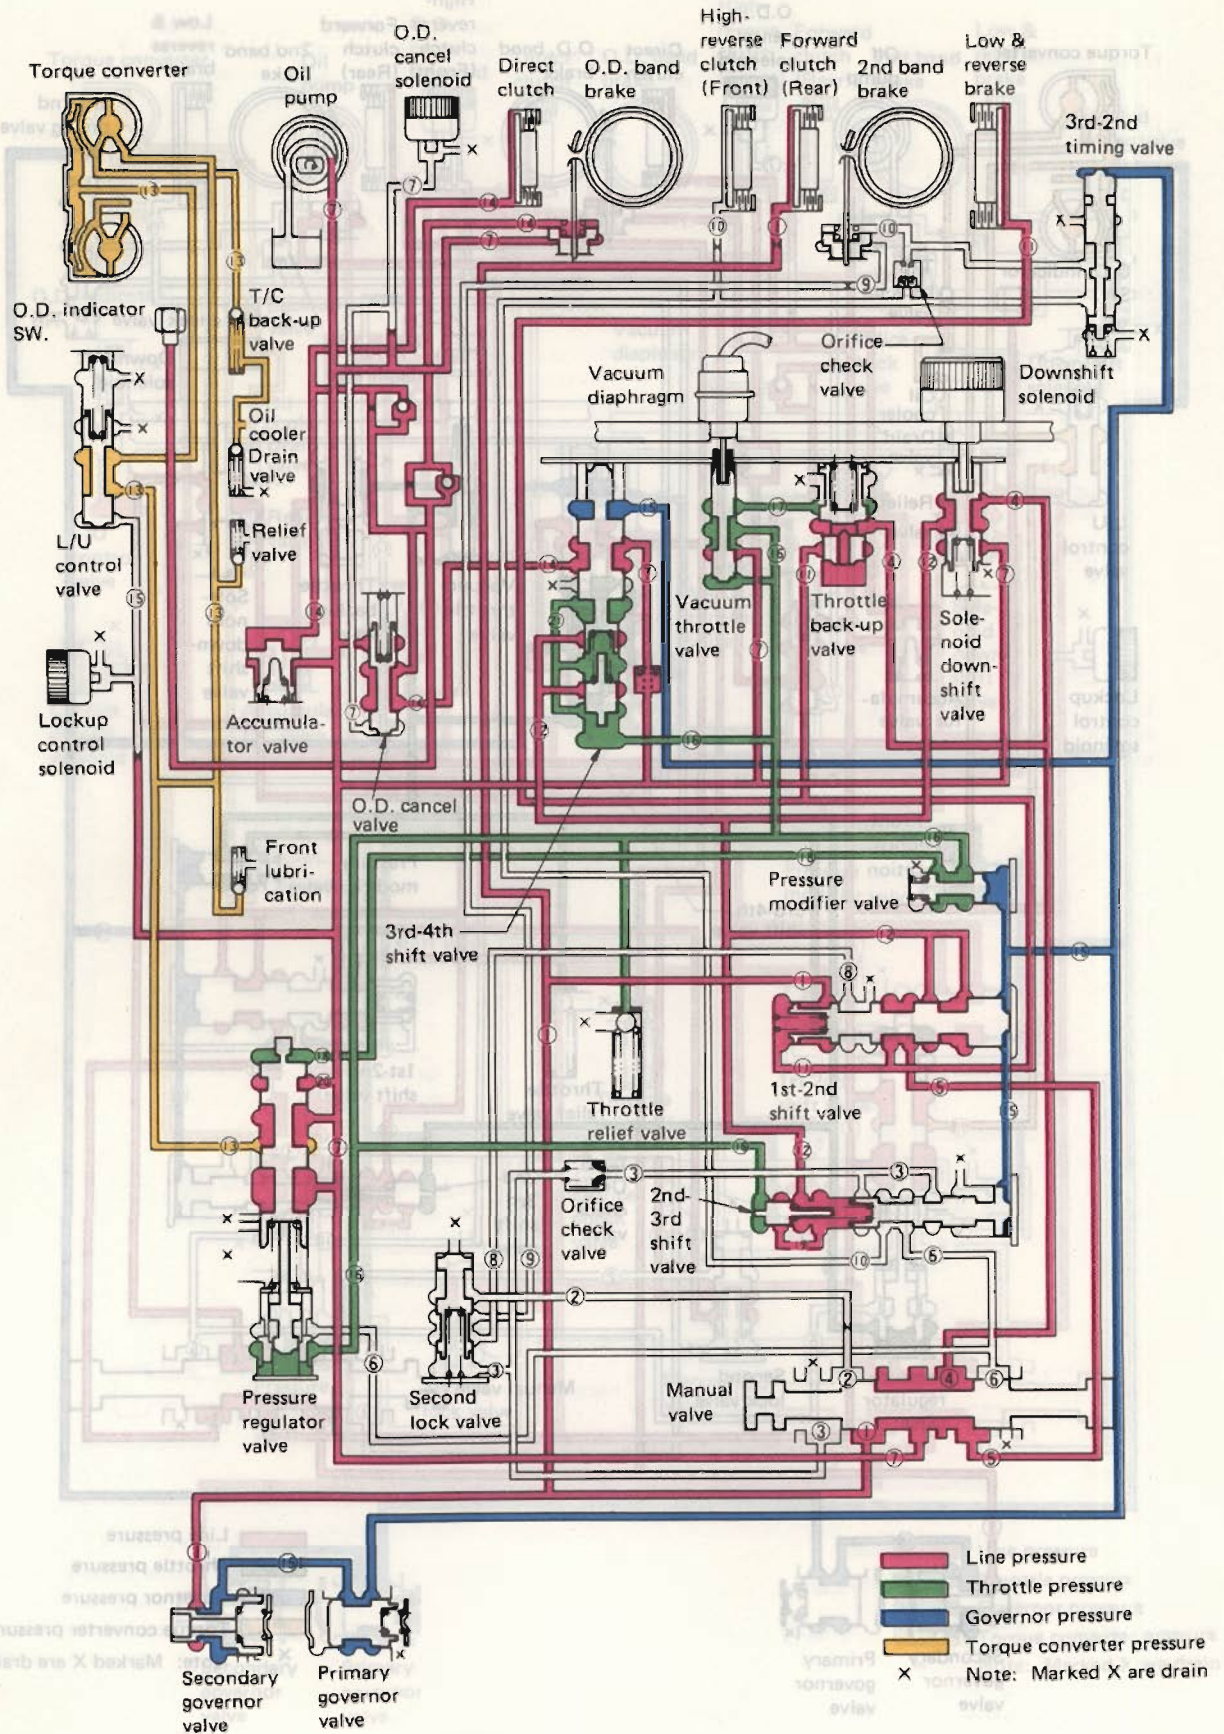 Torque converter
Oil
pump
O.D.
cancel
solenoid
Direct
clutch
O.D. band
brake
High-
reverse
clutch
(Front)
Forward
clutch
(Rear)
2nd band
brake
Low &
reverse
brake
3rd-2nd
timing valve
O.D. indicator
SW.
T/C
back-up
valve
Oil
cooler
Drain
valve
Relief
valve
L/U
control
valve
Lockup
control
solenoid
Accumula-
tor valve
O.D. cancel
valve
Front
lubri-
cation
3rd-4th
shift valve
Vacuum
diaphragm
Orifice
check
valve
Downshift
solenoid
Vacuum
throttle
valve
Throttle
back-up
valve
Sole-
noid
down-
shift
valve
Pressure
modifier valve
Throttle
relief valve
1st-2nd
shift valve
Orifice
check
valve
2nd-
3rd
shift
valve
Pressure
regulator
valve
Second
lock valve
Manual
valve
Secondary
governor
valve
Primary
governor
valve
Line pressure
Throttle pressure
Governor pressure
Torque converter pressure
x Note: Marked X are drain